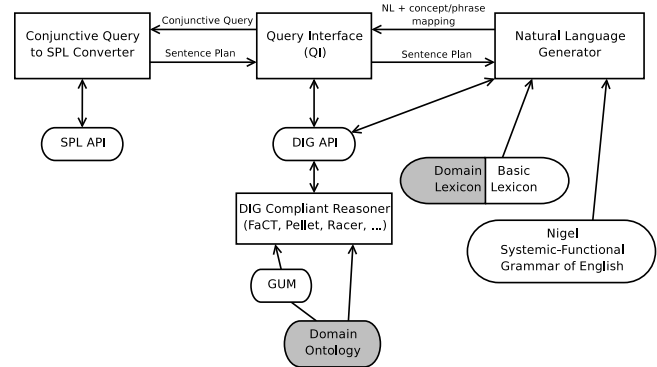 Conjunctive Query
to SPL Converter
Conjunctive Query
Sentence Plan
Query Interface
(QI)
NL + concept/phrase
mapping
Sentence Plan
Natural Language
Generator
SPL API
DIG API
Domain
Lexicon
Basic
Lexicon
DIG Compliant Reasoner
(FaCT, Pellet, Racer, ...)
Nigel
Systemic-Functional
Grammar of English
GUM
Domain
Ontology